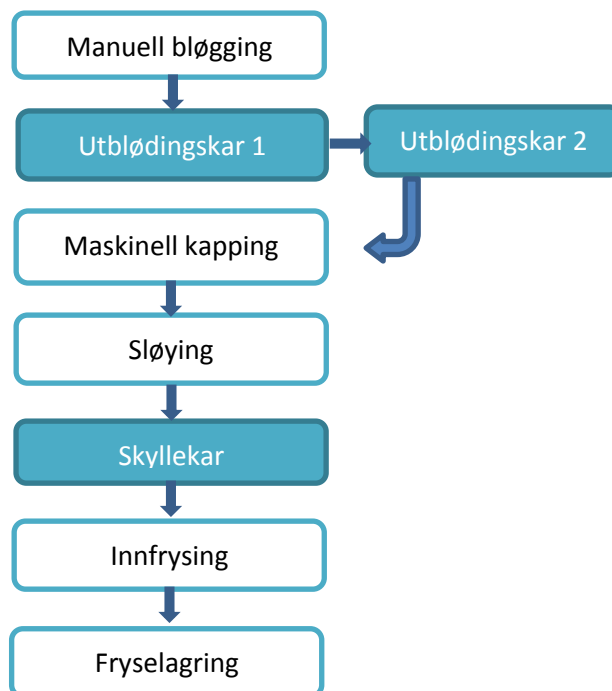 Manuell bløgging
Utblødingskar 1
Utblødingskar 2
Maskinell kapping
Sløying
Skyllekar
Innfrysing
Fryselagring